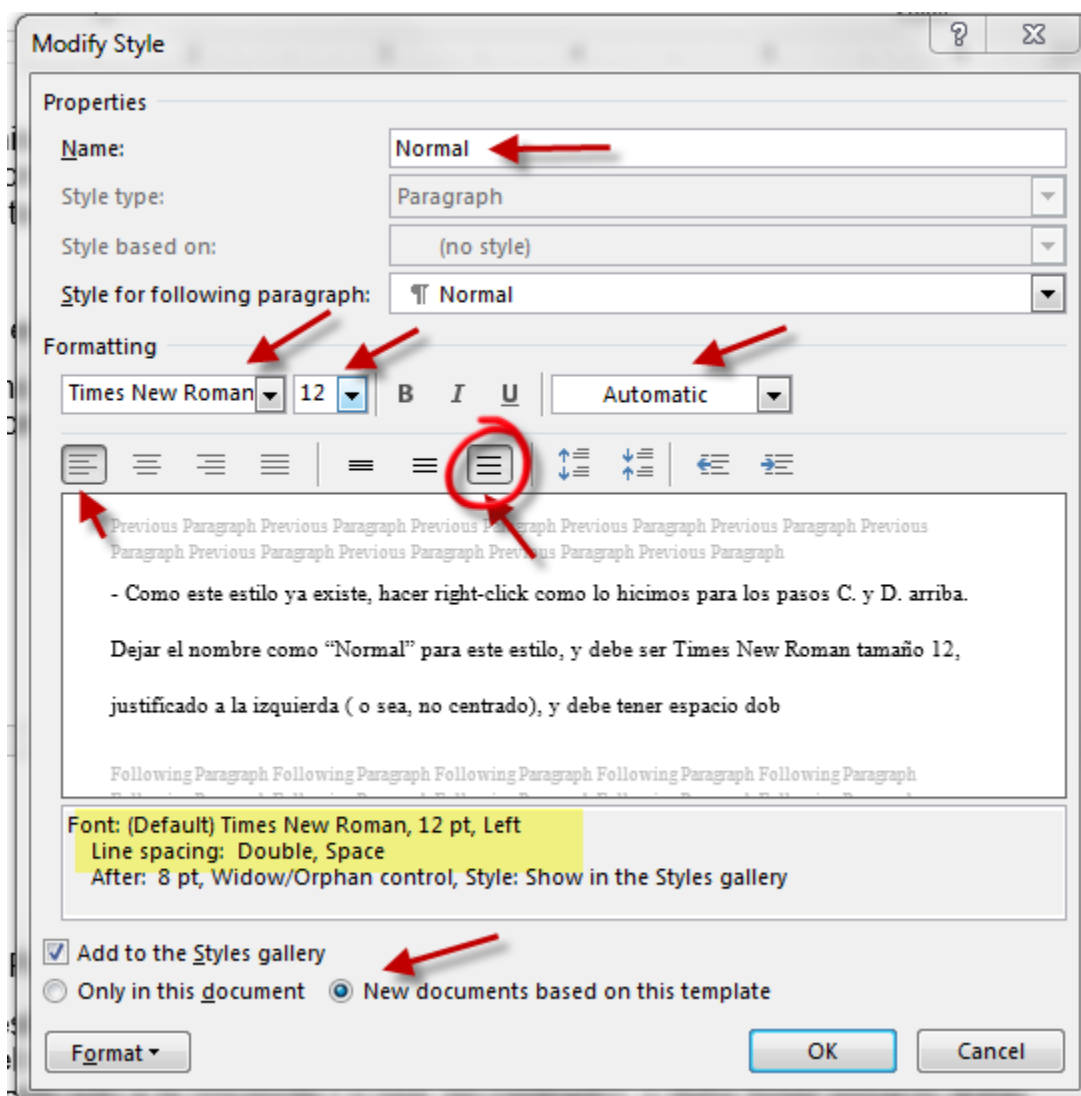 Modify Style
Properties
Name: Normal
Style type: Paragraph
Style based on: (no style)
Style for following paragraph: ¶ Normal
Formatting
Times New Roman 12 B I U Automatic
Previous Paragraph Previous Paragraph Previous Paragraph Previous Paragraph Previous Paragraph Previous
Paragraph Previous Paragraph Previous Paragraph Previous Paragraph Previous Paragraph
- Como este estilo ya existe, hacer right-click como lo hicimos para los pasos C. y D. arriba.
Dejar el nombre como “Normal” para este estilo, y debe ser Times New Roman tamaño 12,
justificado a la izquierda ( o sea, no centrado), y debe tener espacio dob
Following Paragraph Following Paragraph Following Paragraph Following Paragraph Following Paragraph
Font: (Default) Times New Roman, 12 pt, Left
Line spacing: Double, Space
After: 8 pt, Widow/Orphan control, Style: Show in the Styles gallery
Add to the Styles gallery
Only in this document New documents based on this template
Format OK Cancel